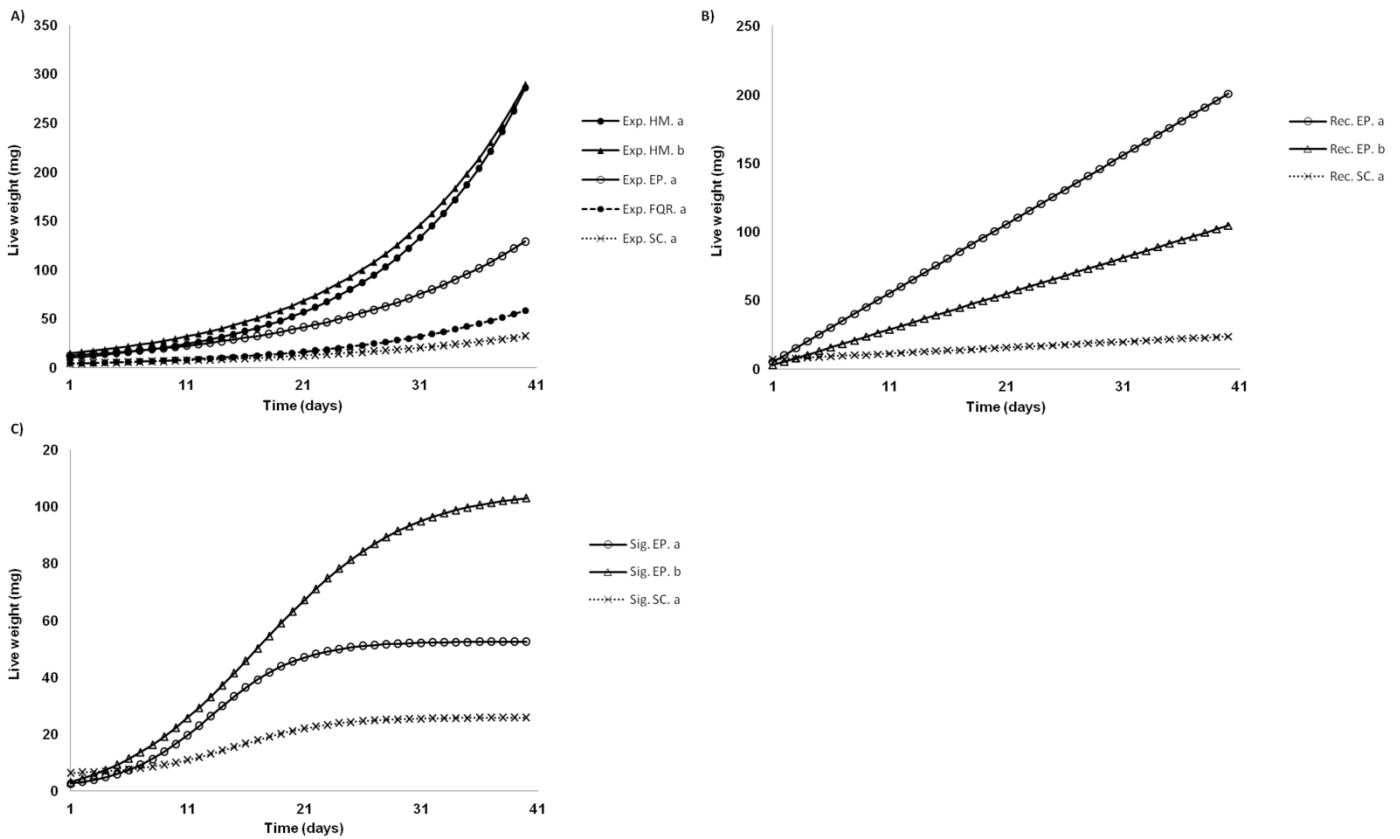 A)
350
300
250
200
150
100
50
0
Live weight (mg)
1 11 21 31 41
Time (days)
Exp. HM. a
Exp. HM. b
Exp. EP. a
Exp. FQR. a
Exp. SC. a
B)
250
200
150
100
50
0
Live weight (mg)
1 11 21 31 41
Time (days)
Rec. EP. a
Rec. EP. b
Rec. SC. a
C)
20
100
80
60
40
20
0
Live weight (mg)
1 11 21 31 41
Time (days)
Sig. EP. a
Sig. EP. b
Sig. SC. a